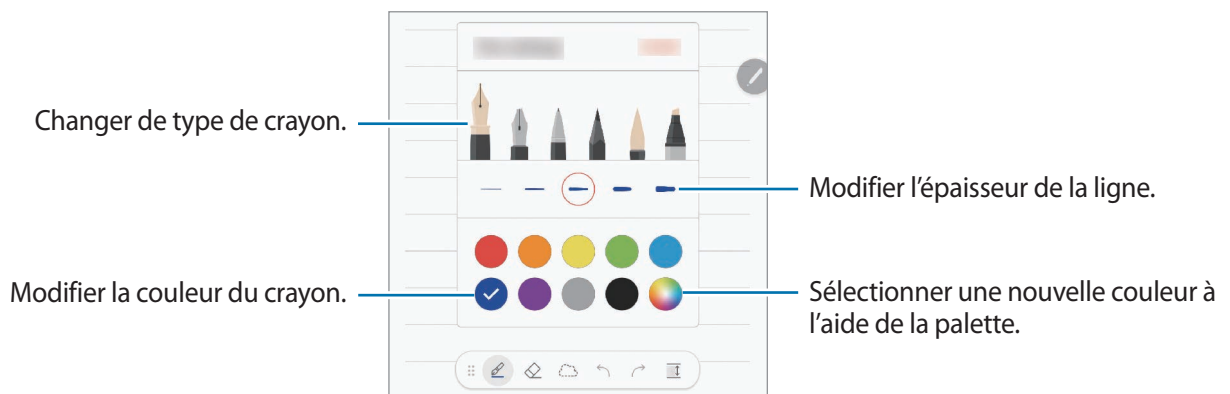 Changer de type de crayon.
Modifier l'épaisseur de la ligne.
Modifier la couleur du crayon.
Sélectionner une nouvelle couleur à
l'aide de la palette.